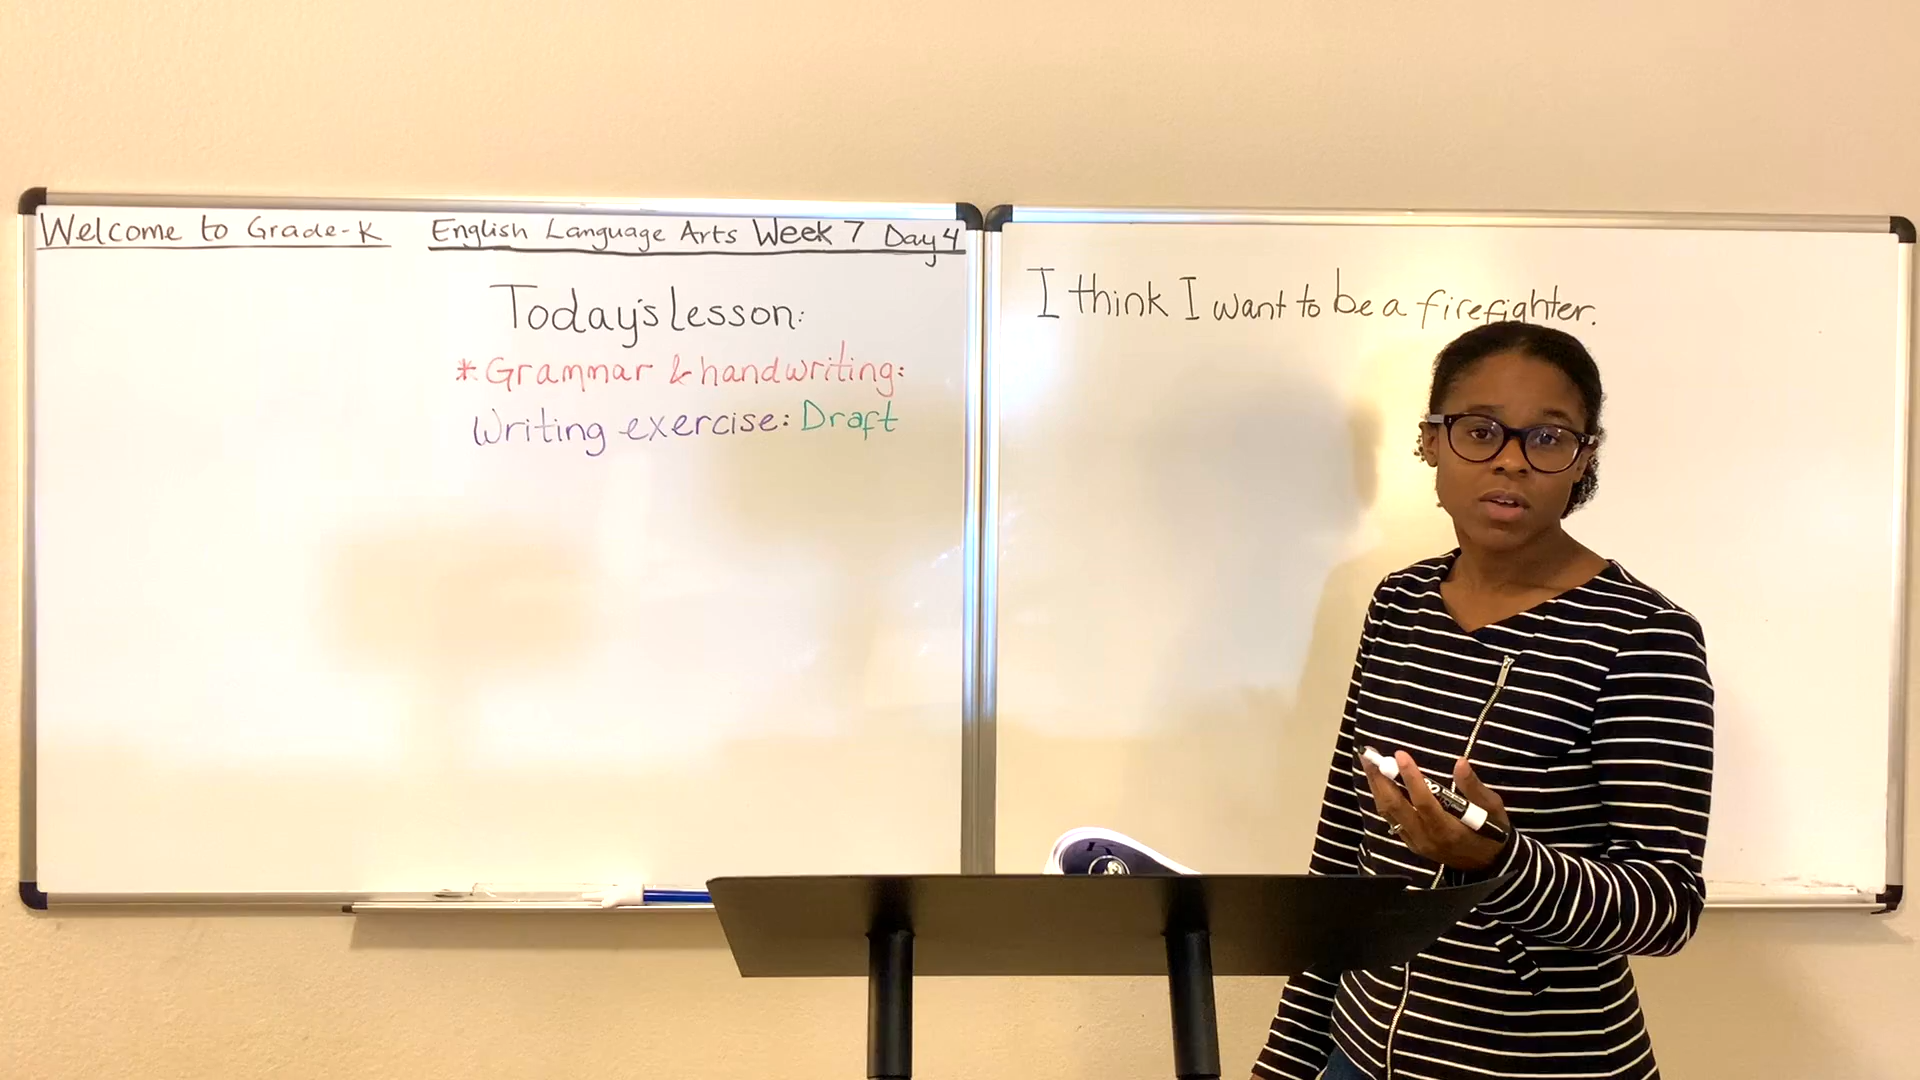 Welcome to Grade-K English Language Arts Week 7 Day 4
Today's lesson:
* Grammar & handwriting:
Writing exercise: Draft
I think I want to be a firefighter.